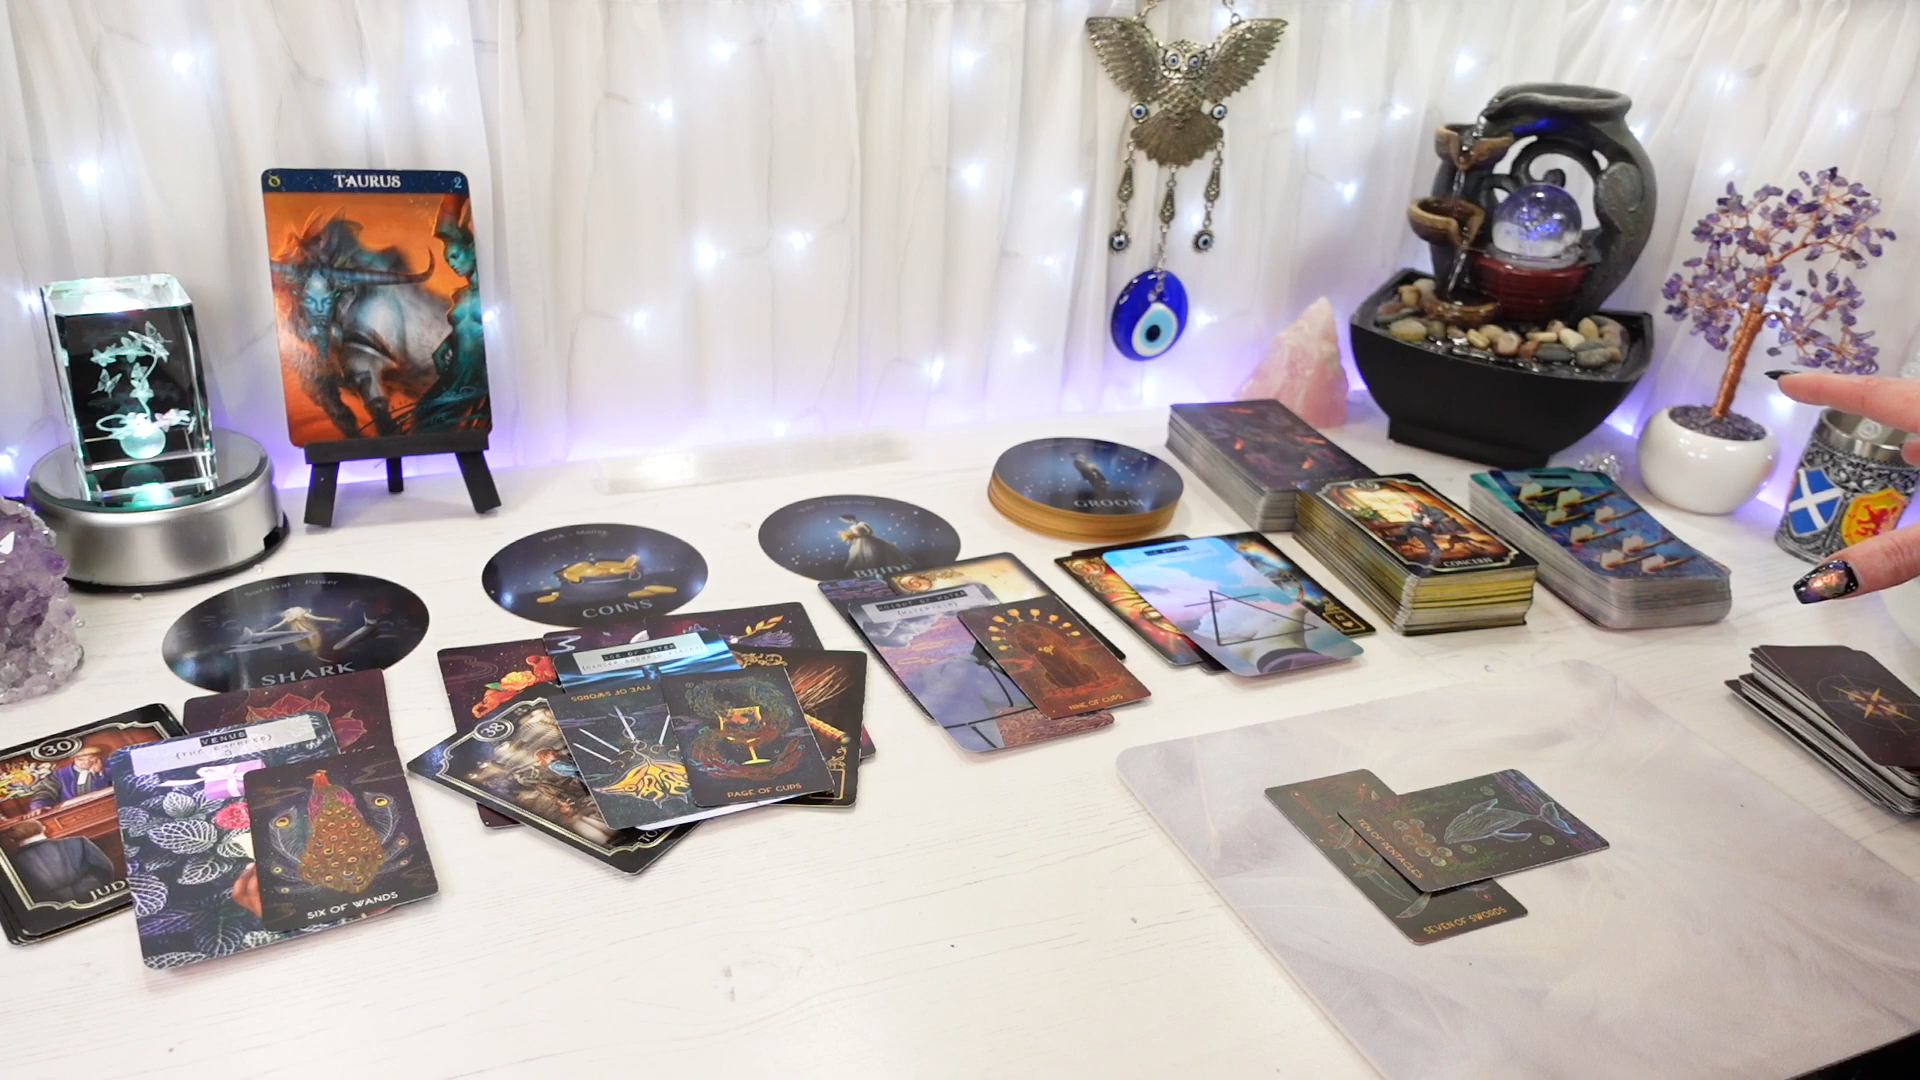 ♉ TAURUS 2
Survival - Power
SHARK
Luck - Money
COINS
BRIDE
GROOM
30
JUD
VENUS
(THE EMPRESS)
3
SIX OF WANDS
38
FIVE OF SWORDS
PAGE OF CUPS
NINE OF CUPS
CONCERN
TEN OF PENTACLES
SEVEN OF SWORDS